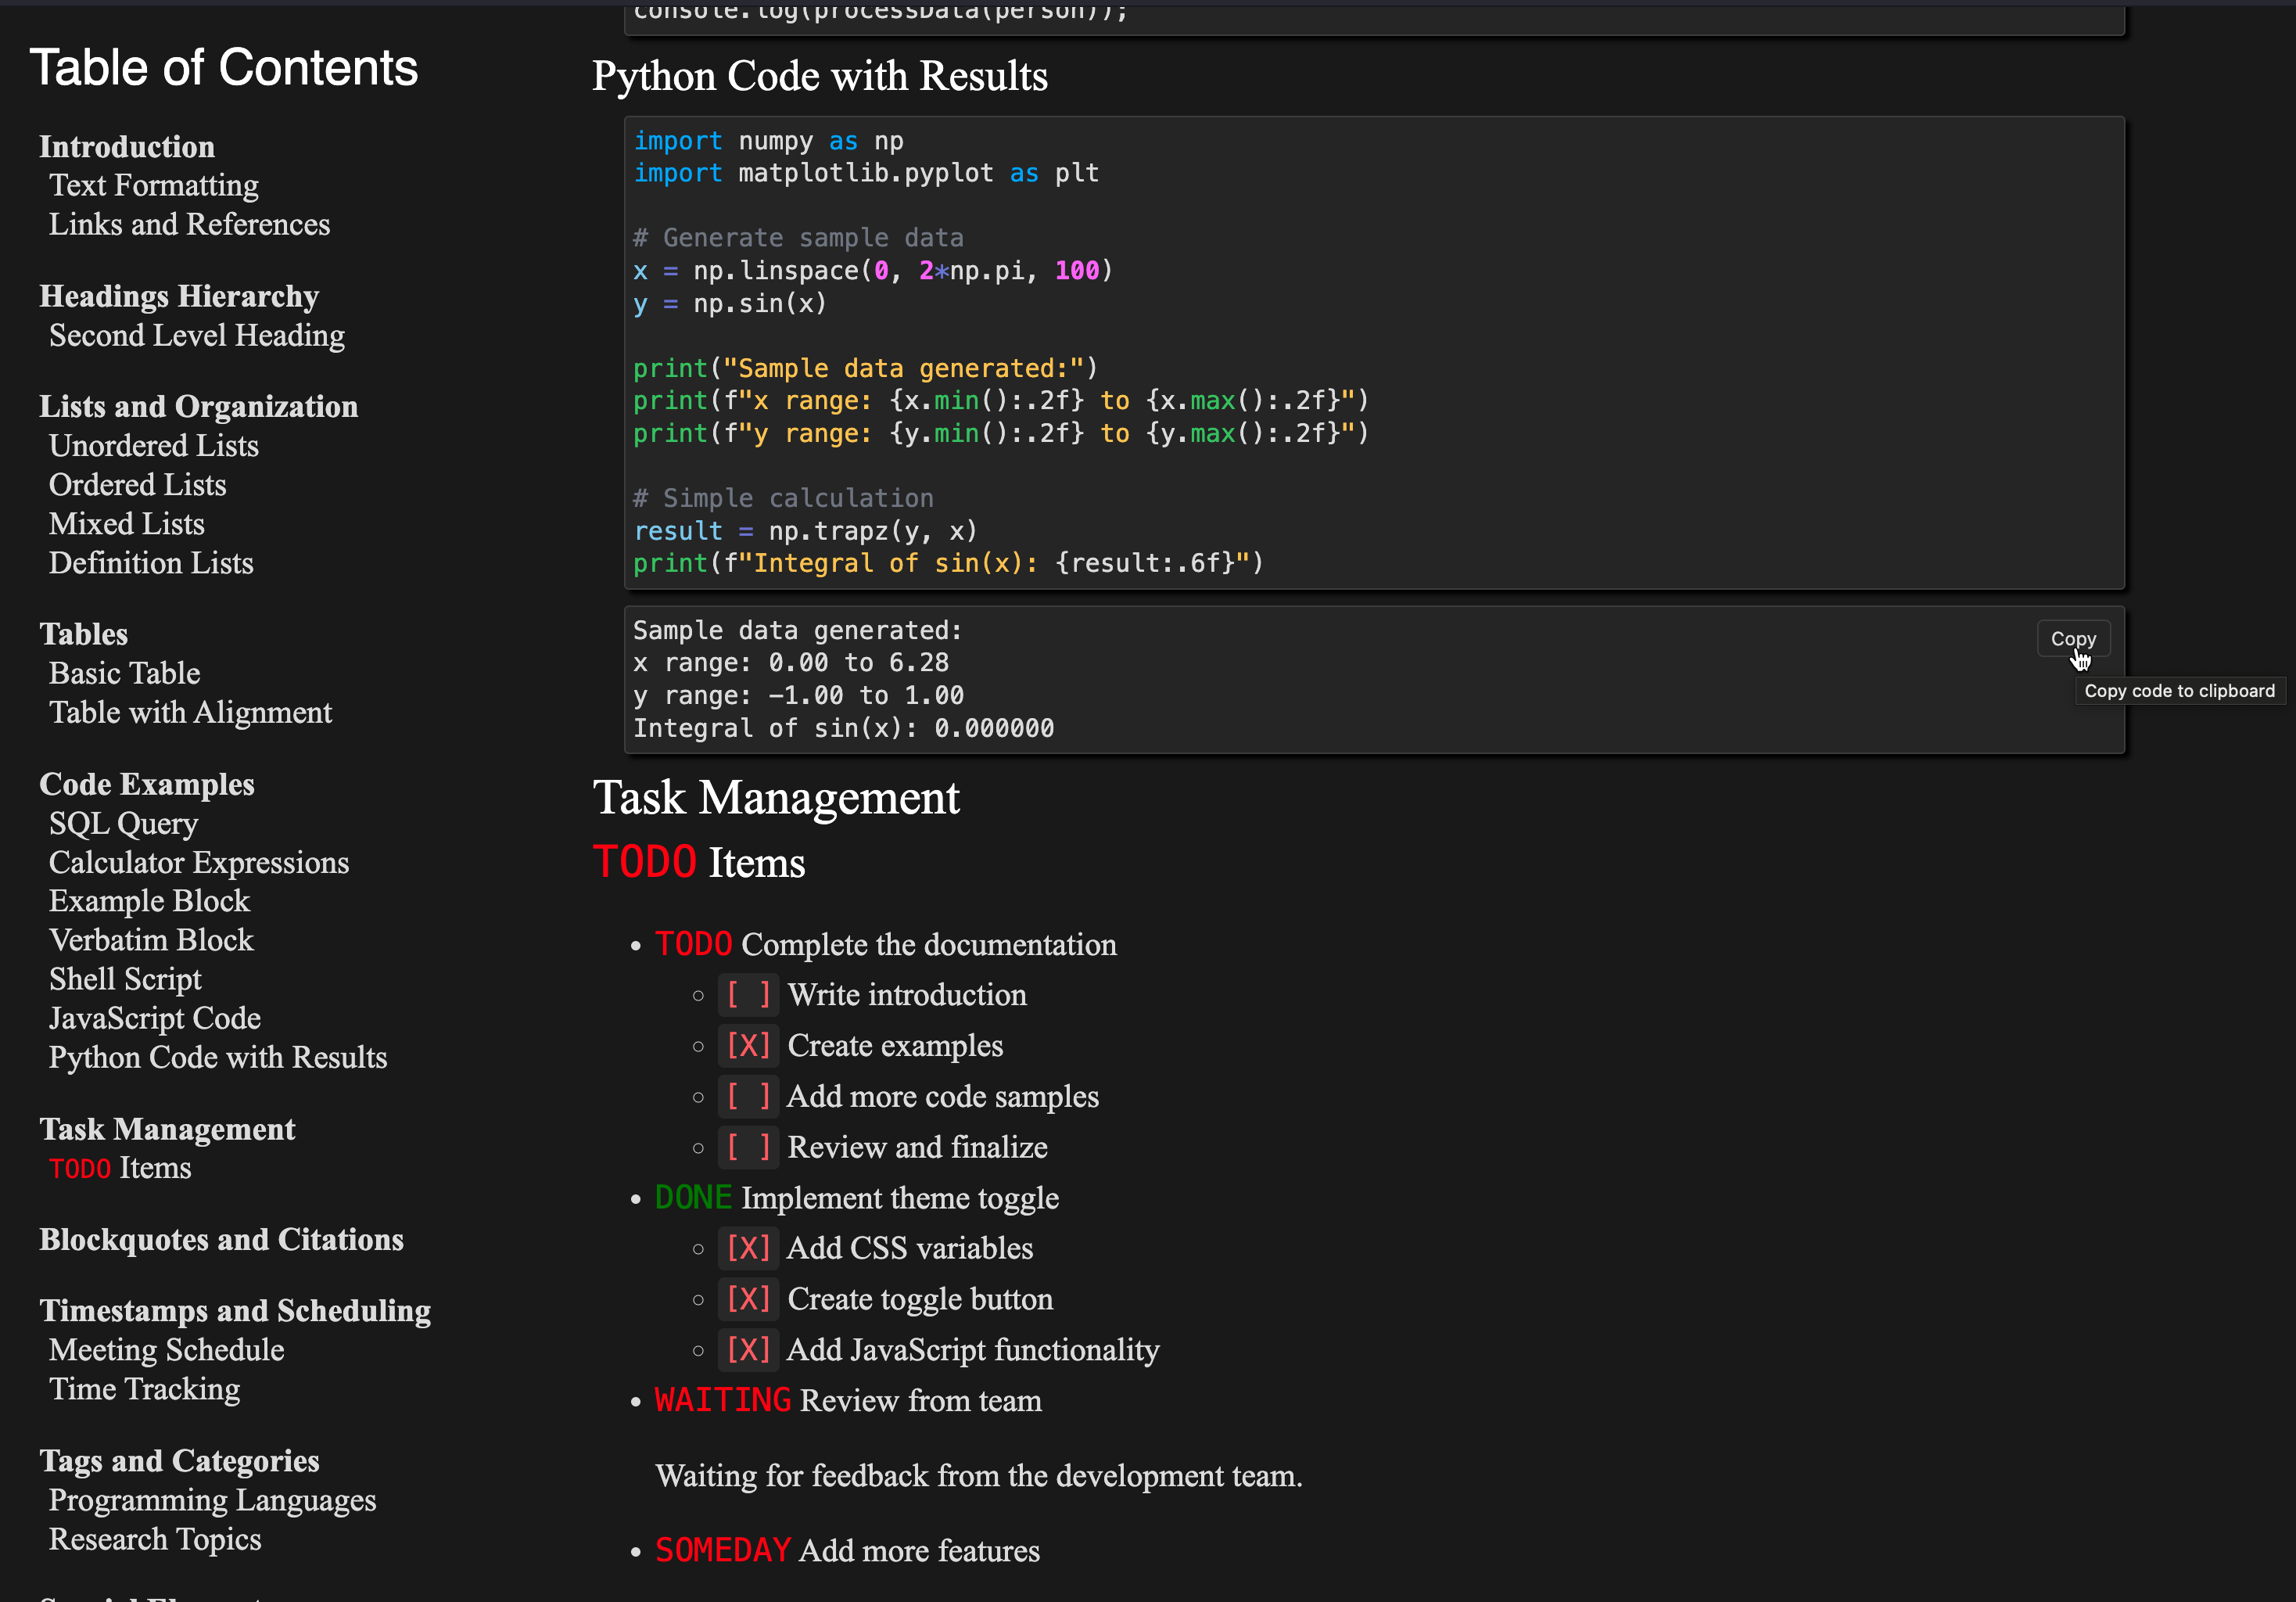 Table of Contents
Introduction
Text Formatting
Links and References
Headings Hierarchy
Second Level Heading
Lists and Organization
Unordered Lists
Ordered Lists
Mixed Lists
Definition Lists
Tables
Basic Table
Table with Alignment
Code Examples
SQL Query
Calculator Expressions
Example Block
Verbatim Block
Shell Script
JavaScript Code
Python Code with Results
Task Management
TODO Items
Blockquotes and Citations
Timestamps and Scheduling
Meeting Schedule
Time Tracking
Tags and Categories
Programming Languages
Research Topics
console.log(processData(person));
Python Code with Results
import numpy as np
import matplotlib.pyplot as plt
# Generate sample data
x = np.linspace(0, 2*np.pi, 100)
y = np.sin(x)
print("Sample data generated:")
print(f"x range: {x.min():.2f} to {x.max():.2f}")
print(f"y range: {y.min():.2f} to {y.max():.2f}")
# Simple calculation
result = np.trapz(y, x)
print(f"Integral of sin(x): {result:.6f}")
Sample data generated:
x range: 0.00 to 6.28
y range: -1.00 to 1.00
Integral of sin(x): 0.000000
Copy
Copy code to clipboard
Task Management
TODO Items
• TODO Complete the documentation
○ [ ] Write introduction
○ [X] Create examples
○ [ ] Add more code samples
○ [ ] Review and finalize
• DONE Implement theme toggle
○ [X] Add CSS variables
○ [X] Create toggle button
○ [X] Add JavaScript functionality
• WAITING Review from team
Waiting for feedback from the development team.
• SOMEDAY Add more features